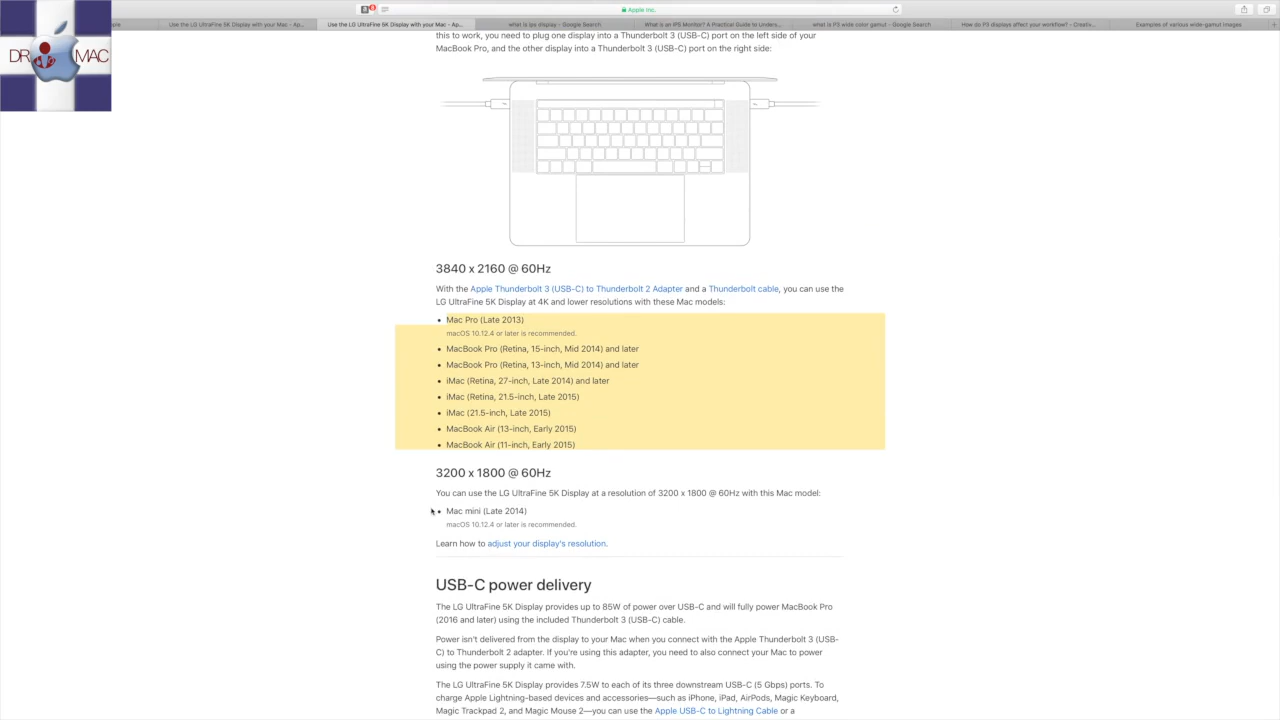 Apple Inc.
ple
Use the LG UltraFine 5K Display with your Mac - Ap...
Use the LG UltraFine 5K Display with your Mac - Ap...
what is ips display - Google Search
What is an IPS Monitor? A Practical Guide to Unders...
what is P3 wide color gamut - Google Search
How do P3 displays affect your workflow? – Creativ...
Examples of various wide-gamut images
DR MAC
this to work, you need to plug one display into a Thunderbolt 3 (USB-C) port on the left side of your
MacBook Pro, and the other display into a Thunderbolt 3 (USB-C) port on the right side:
3840 x 2160 @ 60Hz
With the Apple Thunderbolt 3 (USB-C) to Thunderbolt 2 Adapter and a Thunderbolt cable, you can use the
LG UltraFine 5K Display at 4K and lower resolutions with these Mac models:
• Mac Pro (Late 2013)
macOS 10.12.4 or later is recommended.
• MacBook Pro (Retina, 15-inch, Mid 2014) and later
• MacBook Pro (Retina, 13-inch, Mid 2014) and later
• iMac (Retina, 27-inch, Late 2014) and later
• iMac (Retina, 21.5-inch, Late 2015)
• iMac (21.5-inch, Late 2015)
• MacBook Air (13-inch, Early 2015)
• MacBook Air (11-inch, Early 2015)
3200 x 1800 @ 60Hz
You can use the LG UltraFine 5K Display at a resolution of 3200 x 1800 @ 60Hz with this Mac model:
• Mac mini (Late 2014)
macOS 10.12.4 or later is recommended.
Learn how to adjust your display's resolution.
USB-C power delivery
The LG UltraFine 5K Display provides up to 85W of power over USB-C and will fully power MacBook Pro
(2016 and later) using the included Thunderbolt 3 (USB-C) cable.
Power isn't delivered from the display to your Mac when you connect with the Apple Thunderbolt 3 (USB-
C) to Thunderbolt 2 adapter. If you're using this adapter, you need to also connect your Mac to power
using the power supply it came with.
The LG UltraFine 5K Display provides 7.5W to each of its three downstream USB-C (5 Gbps) ports. To
charge Apple Lightning-based devices and accessories—such as iPhone, iPad, AirPods, Magic Keyboard,
Magic Trackpad 2, and Magic Mouse 2—you can use the Apple USB-C to Lightning Cable or a